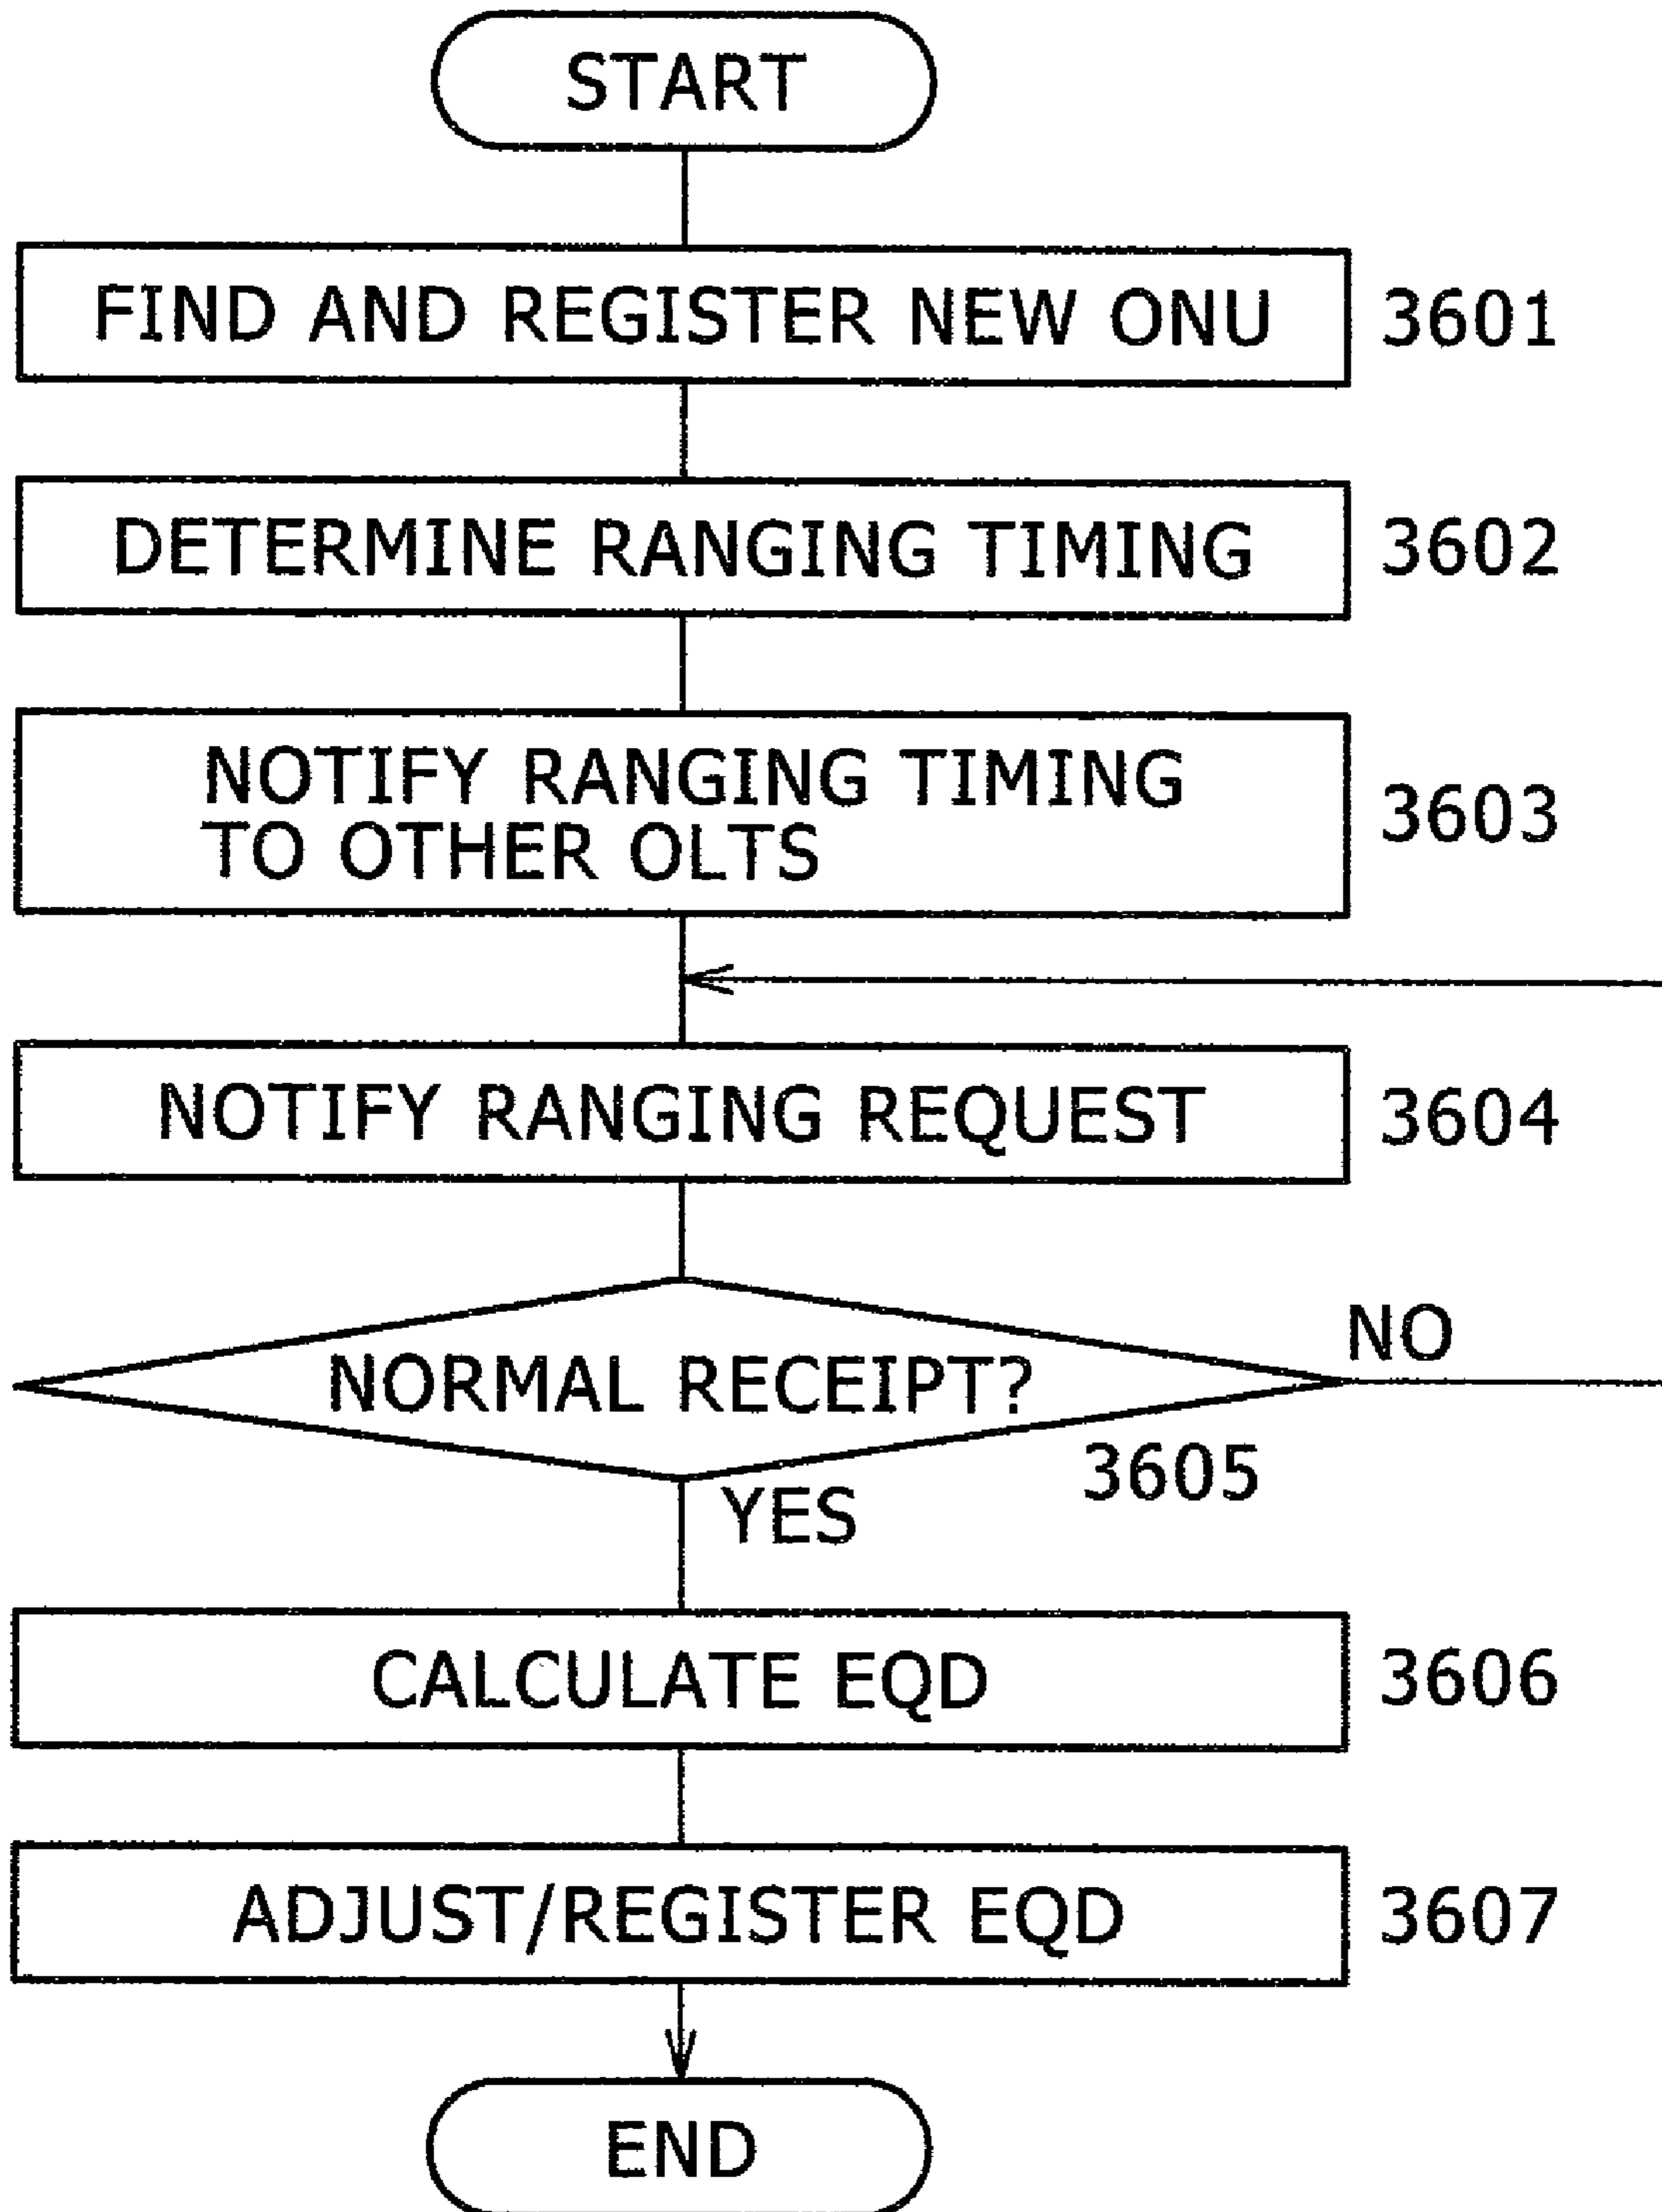 START
FIND AND REGISTER NEW ONU
3601
DETERMINE RANGING TIMING
3602
NOTIFY RANGING TIMING
TO OTHER OLTS
3603
NOTIFY RANGING REQUEST
3604
NORMAL RECEIPT?
NO
3605
YES
CALCULATE EQD
3606
ADJUST/REGISTER EQD
3607
END